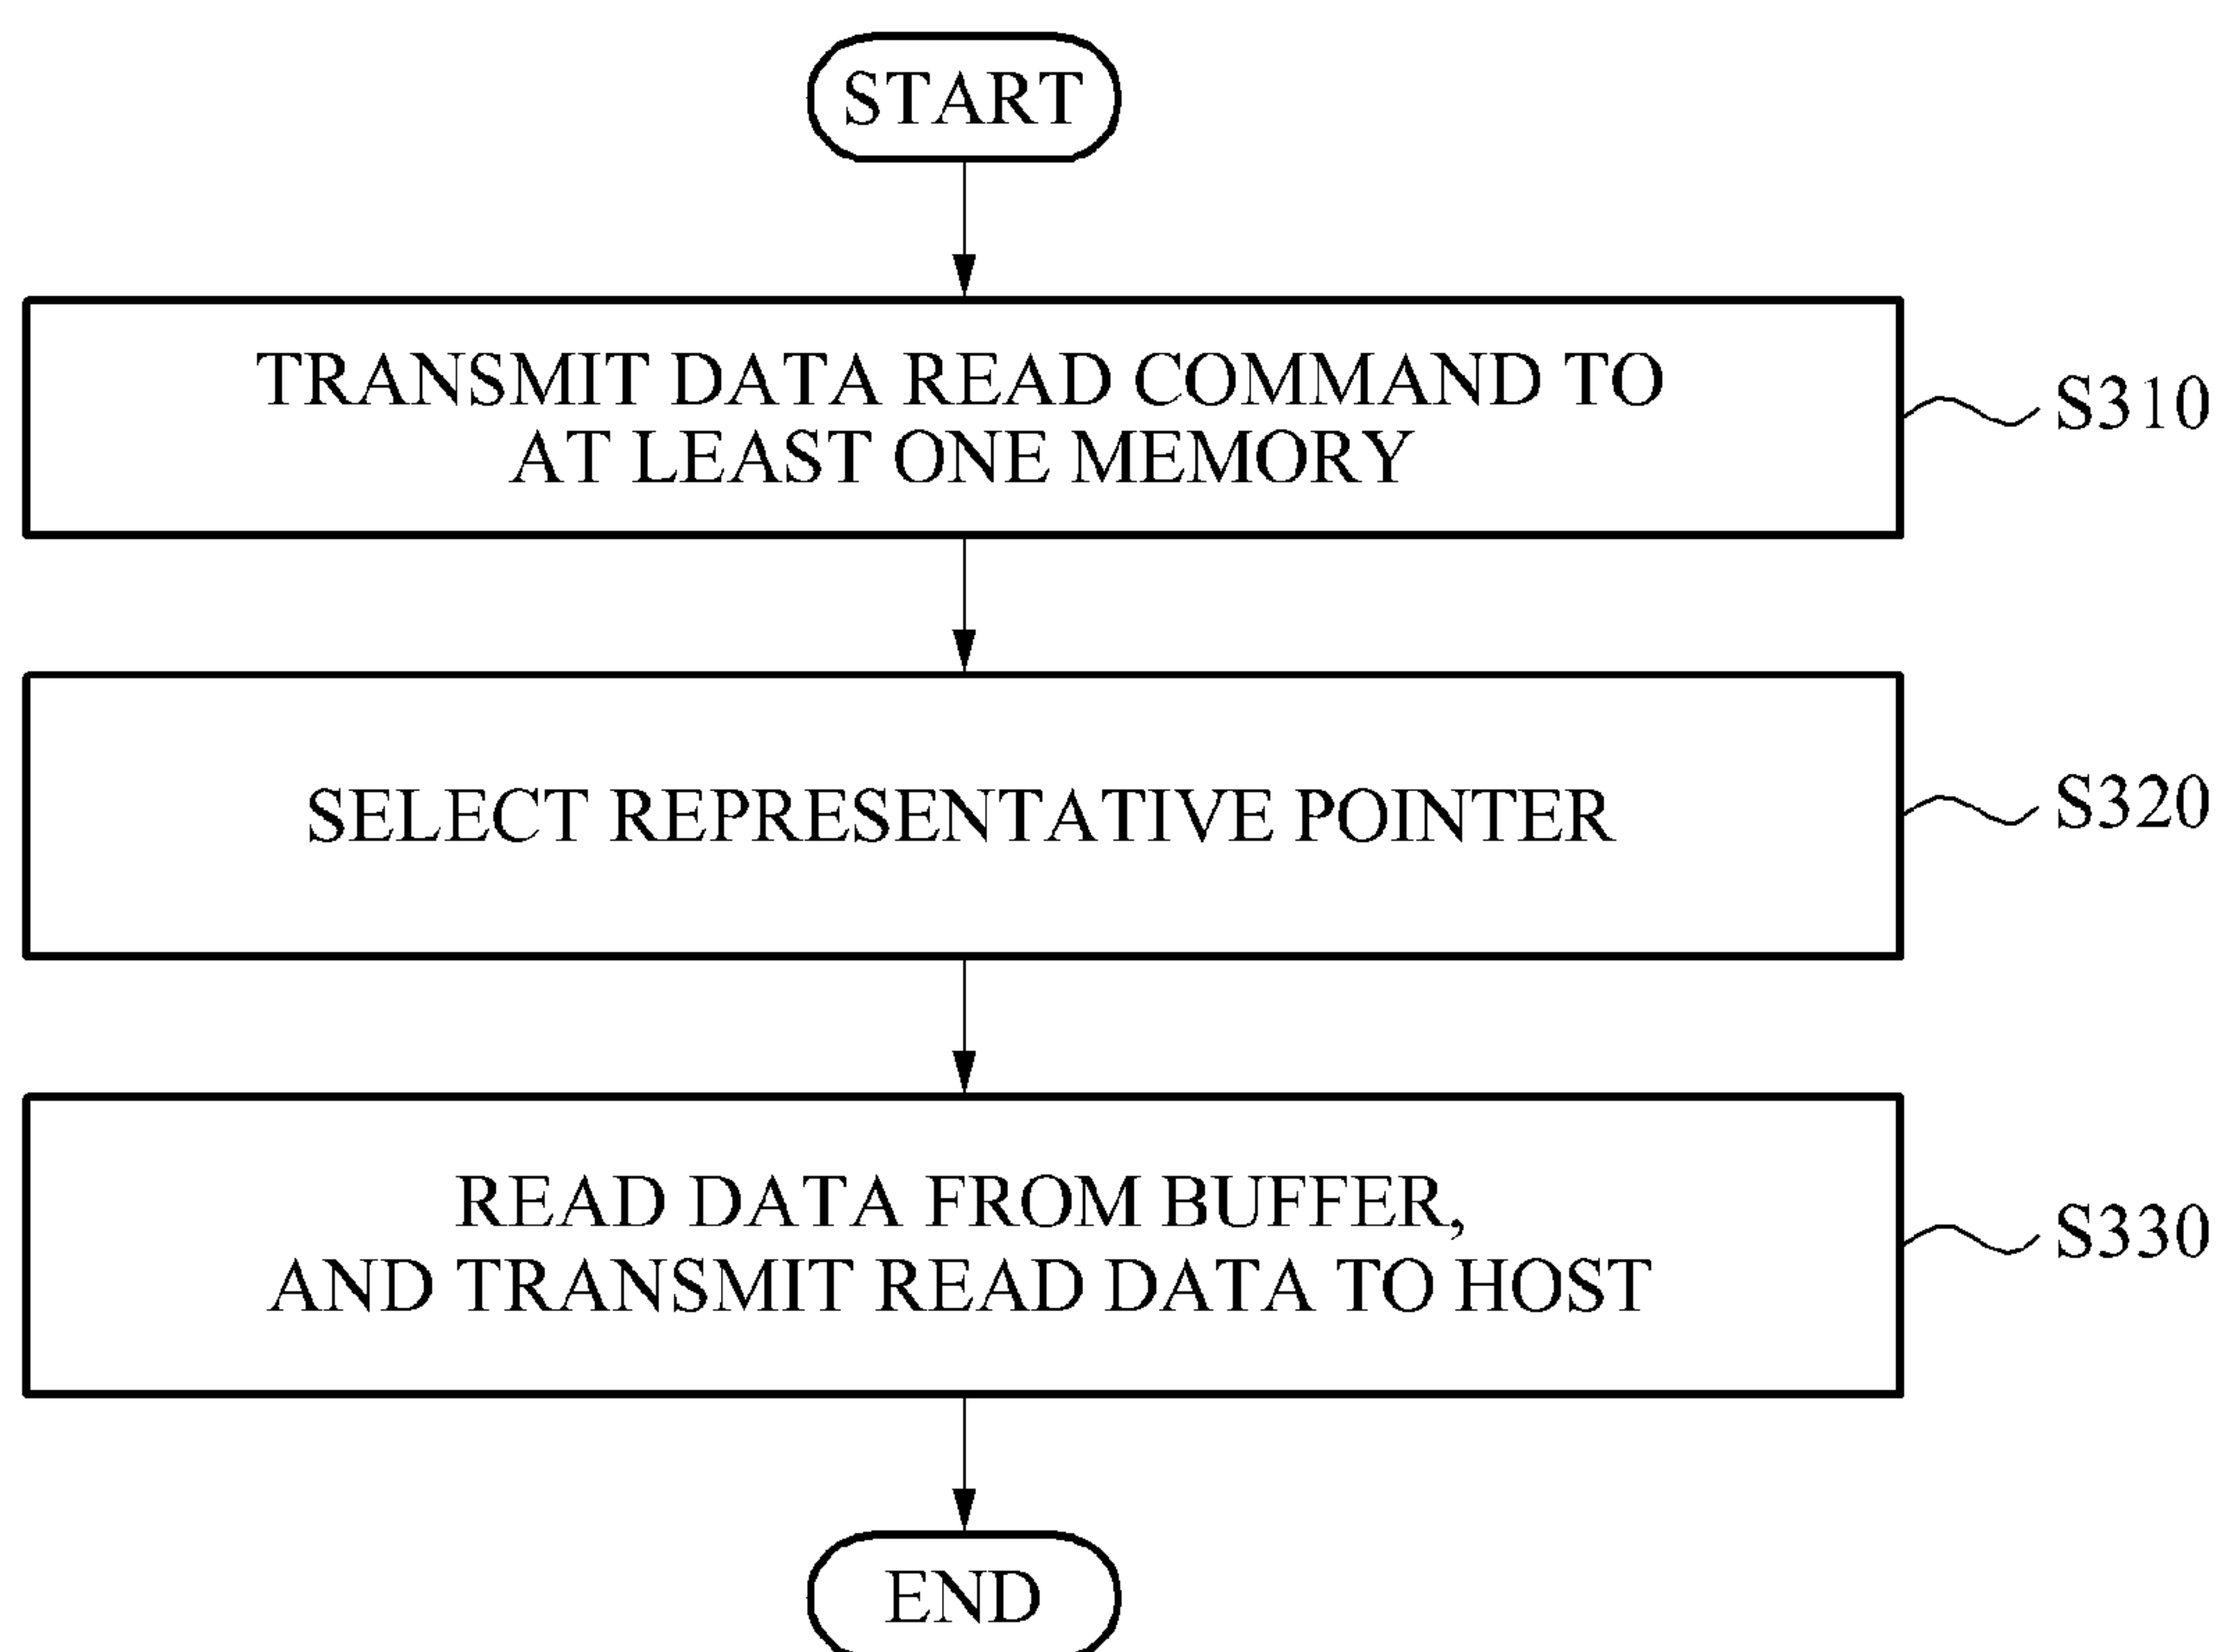 START
TRANSMIT DATA READ COMMAND TO
AT LEAST ONE MEMORY
S310
SELECT REPRESENTATIVE POINTER
S320
READ DATA FROM BUFFER,
AND TRANSMIT READ DATA TO HOST
S330
END